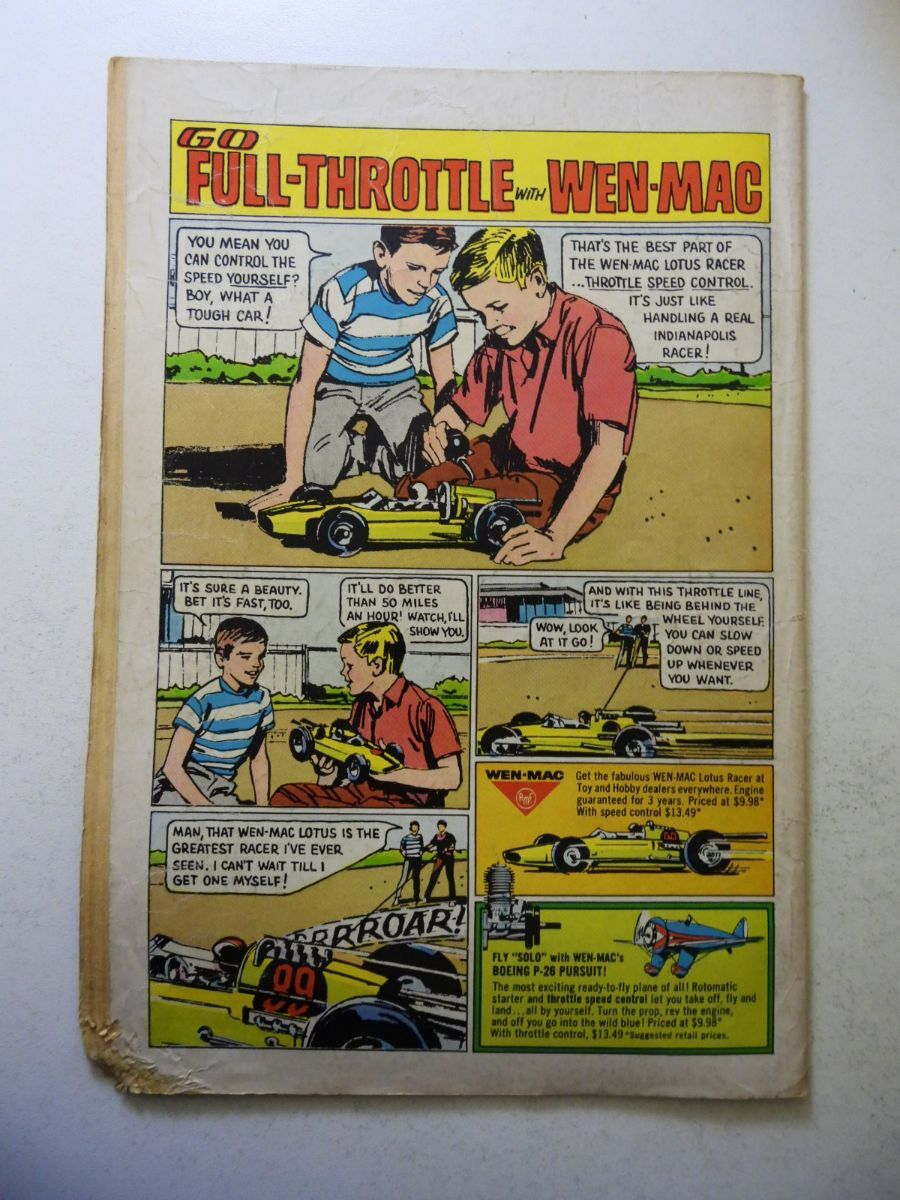 GO
FULL-THROTTLE WITH WEN-MAC
YOU MEAN YOU
CAN CONTROL THE
SPEED YOURSELF?
BOY, WHAT A
TOUGH CAR!
THAT'S THE BEST PART OF
THE WEN-MAC LOTUS RACER
...THROTTLE SPEED CONTROL.
IT'S JUST LIKE
HANDLING A REAL
INDIANAPOLIS
RACER!
IT'S SURE A BEAUTY.
BET IT'S FAST, TOO.
IT'LL DO BETTER
THAN 50 MILES
AN HOUR! WATCH, I'LL
SHOW YOU.
WOW, LOOK
AT IT GO!
AND WITH THIS THROTTLE LINE,
IT'S LIKE BEING BEHIND THE
WHEEL YOURSELF.
YOU CAN SLOW
DOWN OR SPEED
UP WHENEVER
YOU WANT.
MAN, THAT WEN-MAC LOTUS IS THE
GREATEST RACER I'VE EVER
SEEN. I CAN'T WAIT TILL I
GET ONE MYSELF!
RRRROAR!
99
WEN-MAC
AMF
Get the fabulous WEN-MAC Lotus Racer at
Toy and Hobby dealers everywhere. Engine
guaranteed for 3 years. Priced at $9.98*
With speed control $13.49*
99
FLY "SOLO" with WEN-MAC's
BOEING P-26 PURSUIT!
The most exciting ready-to-fly plane of all! Rotomatic
starter and throttle speed control let you take off, fly and
land...all by yourself. Turn the prop, rev the engine,
and off you go into the wild blue! Priced at $9.98*
With throttle control, $13.49 *Suggested retail prices.